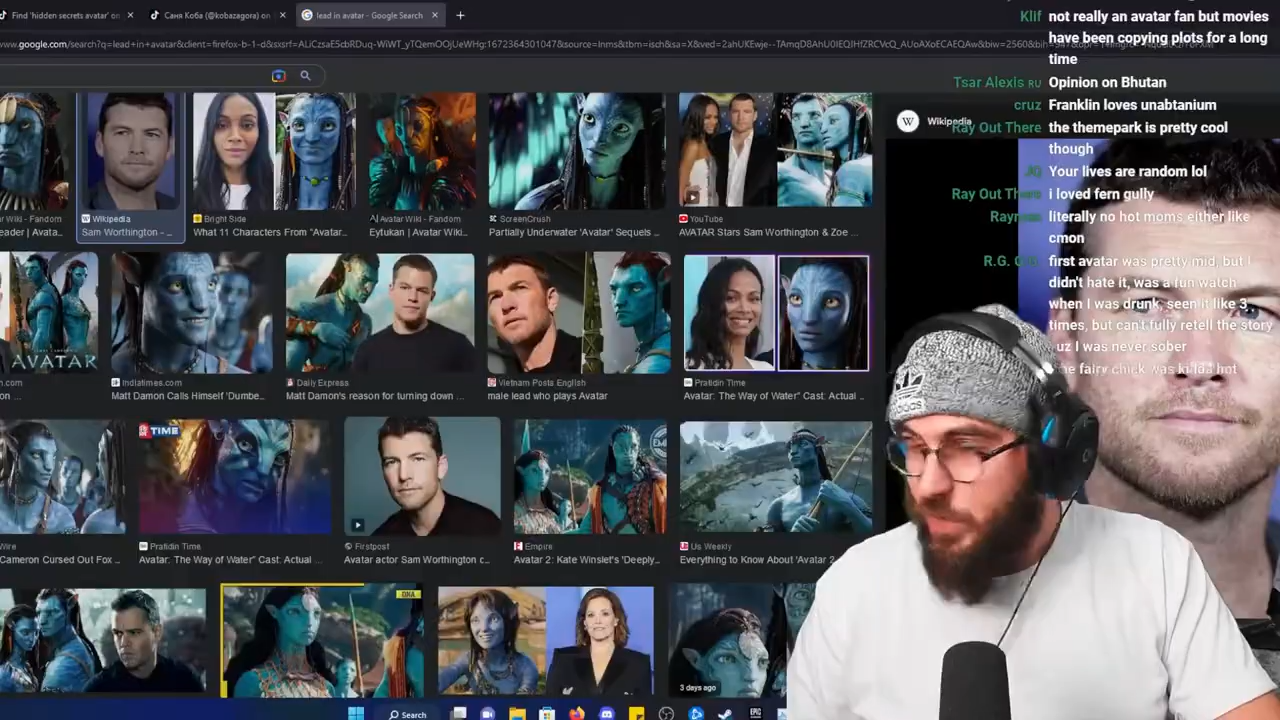 Find 'hidden secrets avatar' on
Саня Коба (@kobazagora) on
lead in avatar - Google Search
Klif not really an avatar fan but movies
have been copying plots for a long
time
Tsar Alexis RU Opinion on Bhutan
cruz Franklin loves unabtanium
Ray Out There the themepark is pretty cool
though
JG Your lives are random lol
Ray Out There i loved fern gully
literally no hot moms either like
cmon
R.G. first avatar was pretty mid, but I
didn't hate it, was a fun watch
when I was drunk, seen it like 3
times, but can't fully retell the story
cuz I was never sober
Wikipedia
Wikipedia
Sam Worthington - ...
Bright Side
What 11 Characters From "Avatar...
Avatar Wiki - Fandom
Eytukan | Avatar Wiki...
ScreenCrush
Partially Underwater 'Avatar' Sequels ...
YouTube
AVATAR Stars Sam Worthington & Zoe ...
AVATAR
indiatimes.com
Matt Damon Calls Himself 'Dumbe...
Daily Express
Matt Damon's reason for turning down ...
Vietnam Posts English
male lead who plays Avatar
Pratidin Time
Avatar: The Way of Water" Cast: Actual ...
TIME
Cameron Cursed Out Fox ...
Pratidin Time
Avatar: The Way of Water" Cast: Actual ...
Firstpost
Avatar actor Sam Worthington c...
Empire
Avatar 2: Kate Winslet's 'Deeply...
Us Weekly
Everything to Know About 'Avatar 2...
DNA
3 days ago
Search
EPIC